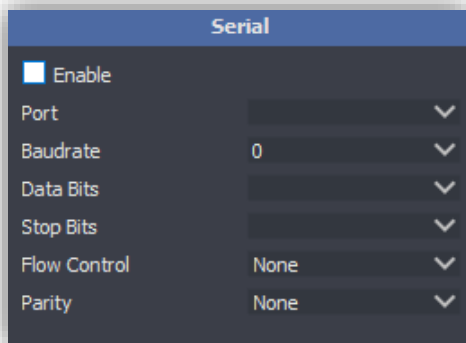 Serial
Enable
Port
Baudrate 0
Data Bits
Stop Bits
Flow Control None
Parity None